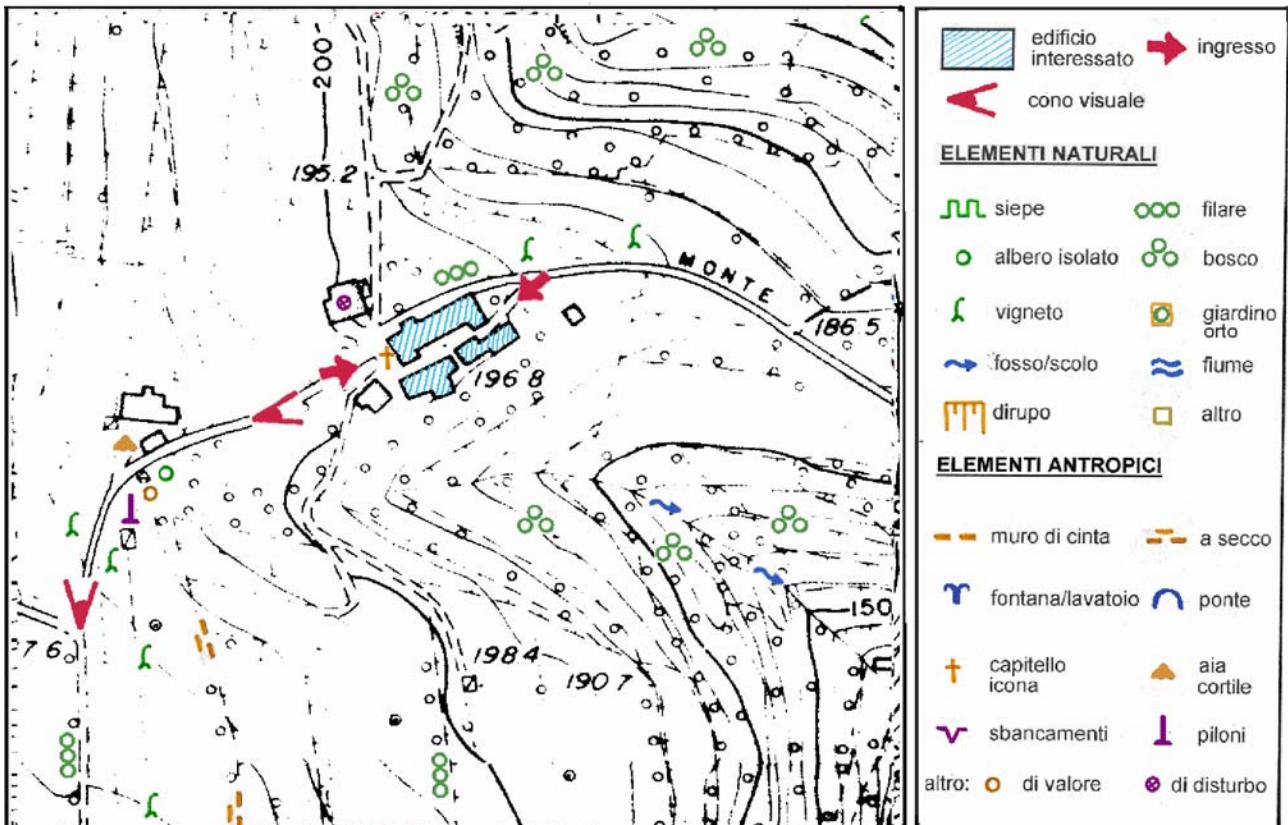 200
195.2
MONTE
186.5
196 8
150
198 4
190 7
7 6
edificio
interessato
ingresso
cono visuale
ELEMENTI NATURALI
siepe
filare
albero isolato
bosco
vigneto
giardino
orto
fosso/scolo
fiume
dirupo
altro
ELEMENTI ANTROPICI
muro di cinta
a secco
fontana/lavatoio
ponte
capitello
icona
aia
cortile
sbancamenti
piloni
altro:
di valore
di disturbo